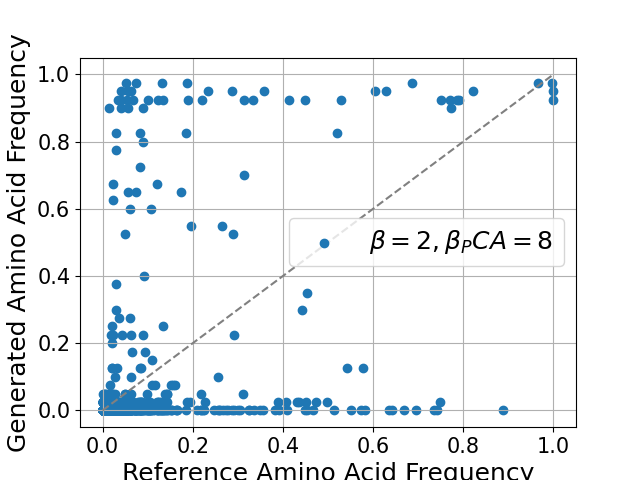 Generated Amino Acid Frequency
1.0
0.8
0.6
0.4
0.2
0.0
β = 2, β_PCA = 8
0.0 0.2 0.4 0.6 0.8 1.0
Reference Amino Acid Frequency